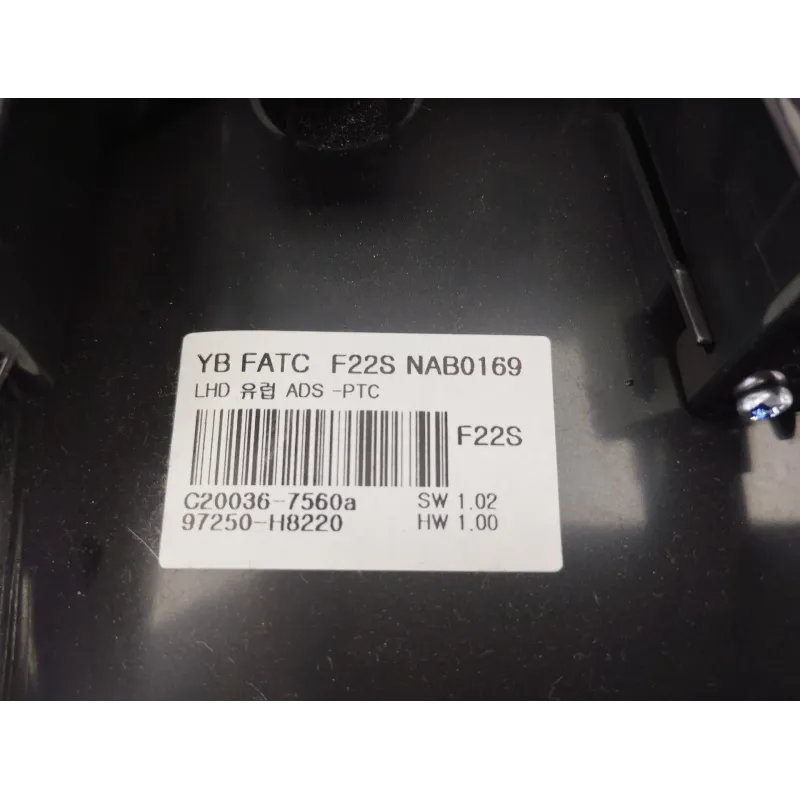 YB FATC F22S NAB0169
LHD 유럽 ADS -PTC
F22S
C20036-7560a SW 1.02
97250-H8220 HW 1.00